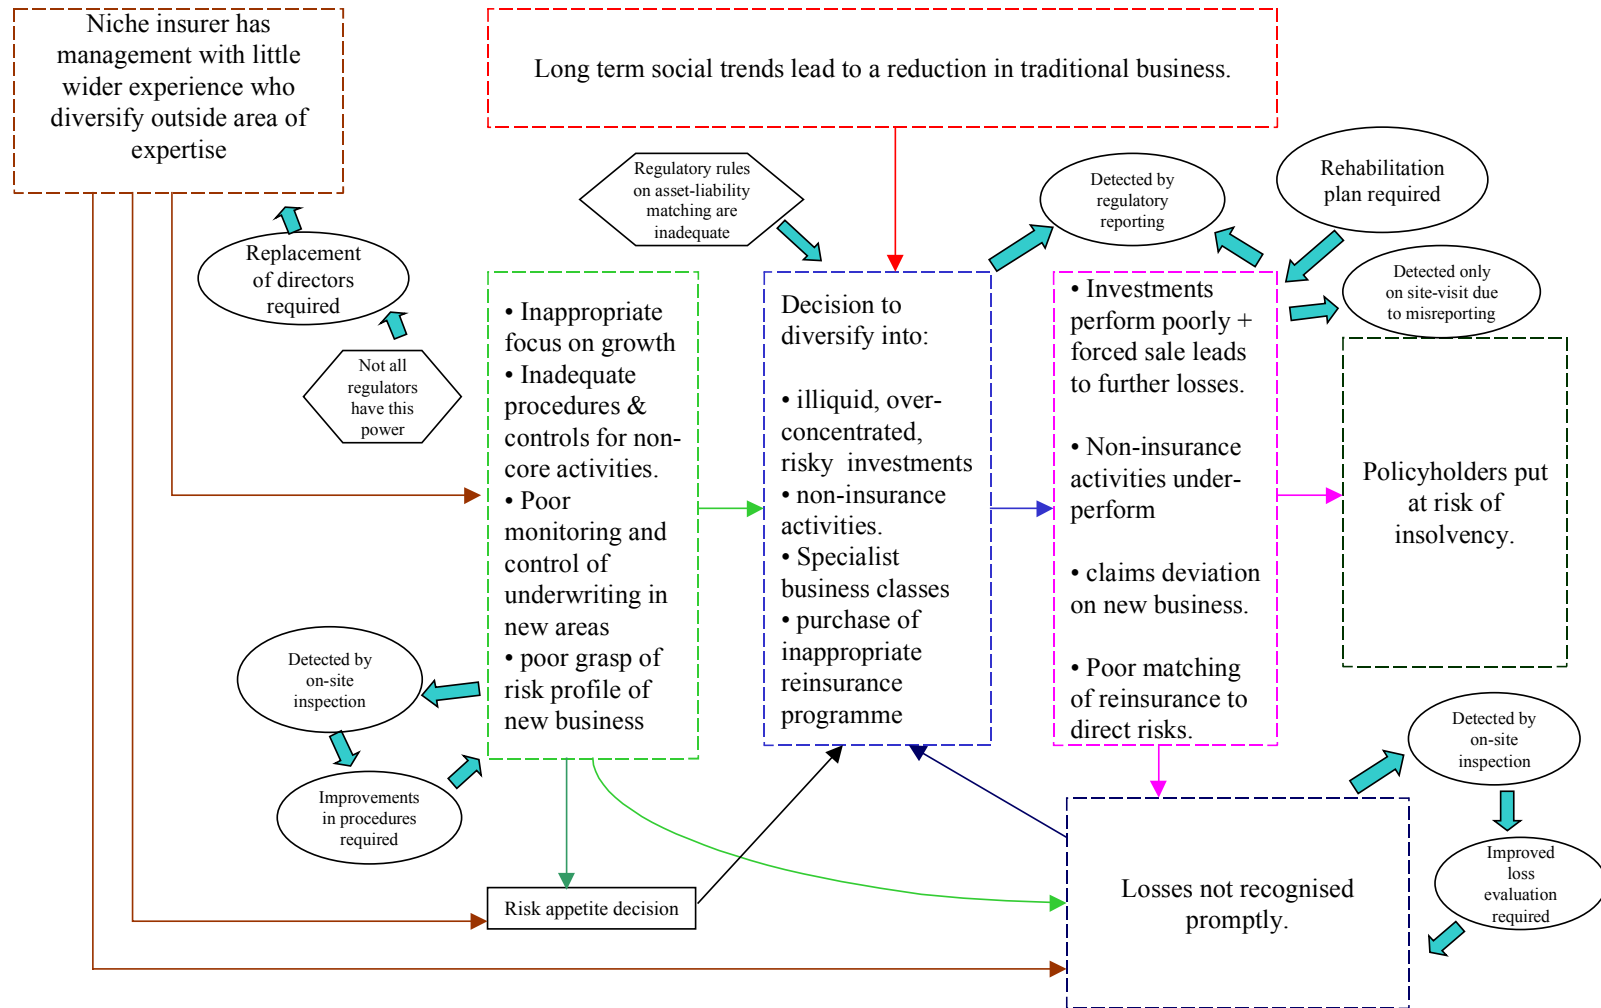 Niche insurer has
management with little
wider experience who
diversify outside area of
expertise
Long term social trends lead to a reduction in traditional business.
Regulatory rules
on asset-liability
matching are
inadequate
Detected by
regulatory
reporting
Rehabilitation
plan required
Replacement
of directors
required
Detected only
on site-visit due
to misreporting
Not all
regulators
have this
power
• Inappropriate
focus on growth
• Inadequate
procedures &
controls for non-
core activities.
• Poor
monitoring and
control of
underwriting in
new areas
• poor grasp of
risk profile of
new business
Decision to
diversify into:
• illiquid, over-
concentrated,
risky investments
• non-insurance
activities.
• Specialist
business classes
• purchase of
inappropriate
reinsurance
programme
• Investments
perform poorly +
forced sale leads
to further losses.
• Non-insurance
activities under-
perform
• claims deviation
on new business.
• Poor matching
of reinsurance to
direct risks.
Policyholders put
at risk of
insolvency.
Detected by
on-site
inspection
Improvements
in procedures
required
Detected by
on-site
inspection
Improved
loss
evaluation
required
Risk appetite decision
Losses not recognised
promptly.